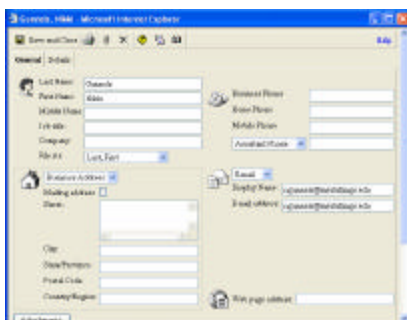 Microsoft Internet Explorer
Save and Close
Help
General Details
Last Name:
First Name:
Middle Name:
Job title:
Company:
File As: Last, First
Business Phone:
Home Phone:
Mobile Phone:
Assistant Phone
Business Address
Mailing address
Street:
City:
State/Province:
Postal Code:
Country/Region:
Email
Display Name:
E-mail address:
Web page address: